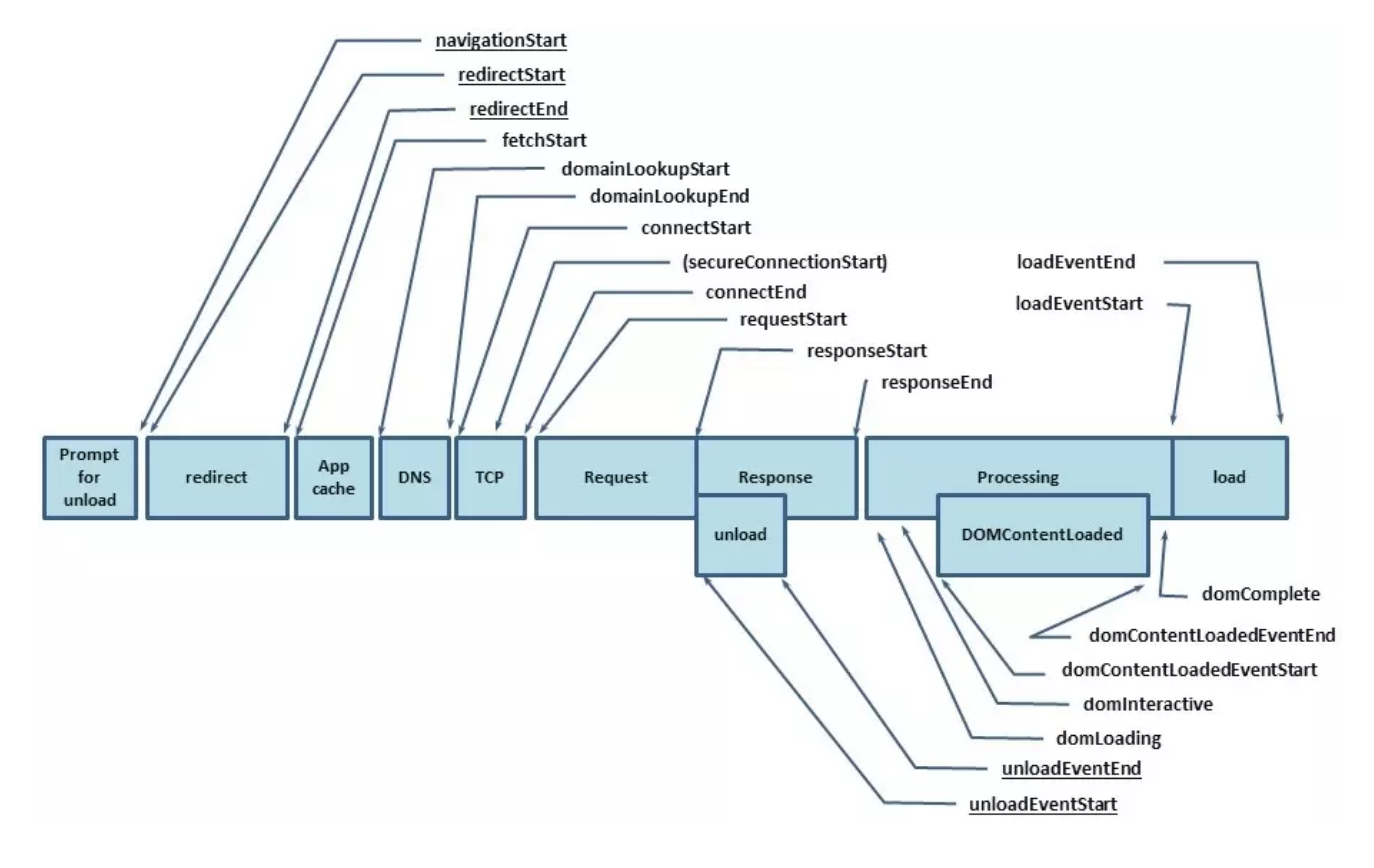 navigationStart
redirectStart
redirectEnd
fetchStart
domainLookupStart
domainLookupEnd
connectStart
(secureConnectionStart)
loadEventEnd
connectEnd
loadEventStart
requestStart
responseStart
responseEnd
Prompt
for
unload
redirect
App
cache
DNS
TCP
Request
Response
Processing
load
unload
DOMContentLoaded
domComplete
domContentLoadedEventEnd
domContentLoadedEventStart
domInteractive
domLoading
unloadEventEnd
unloadEventStart